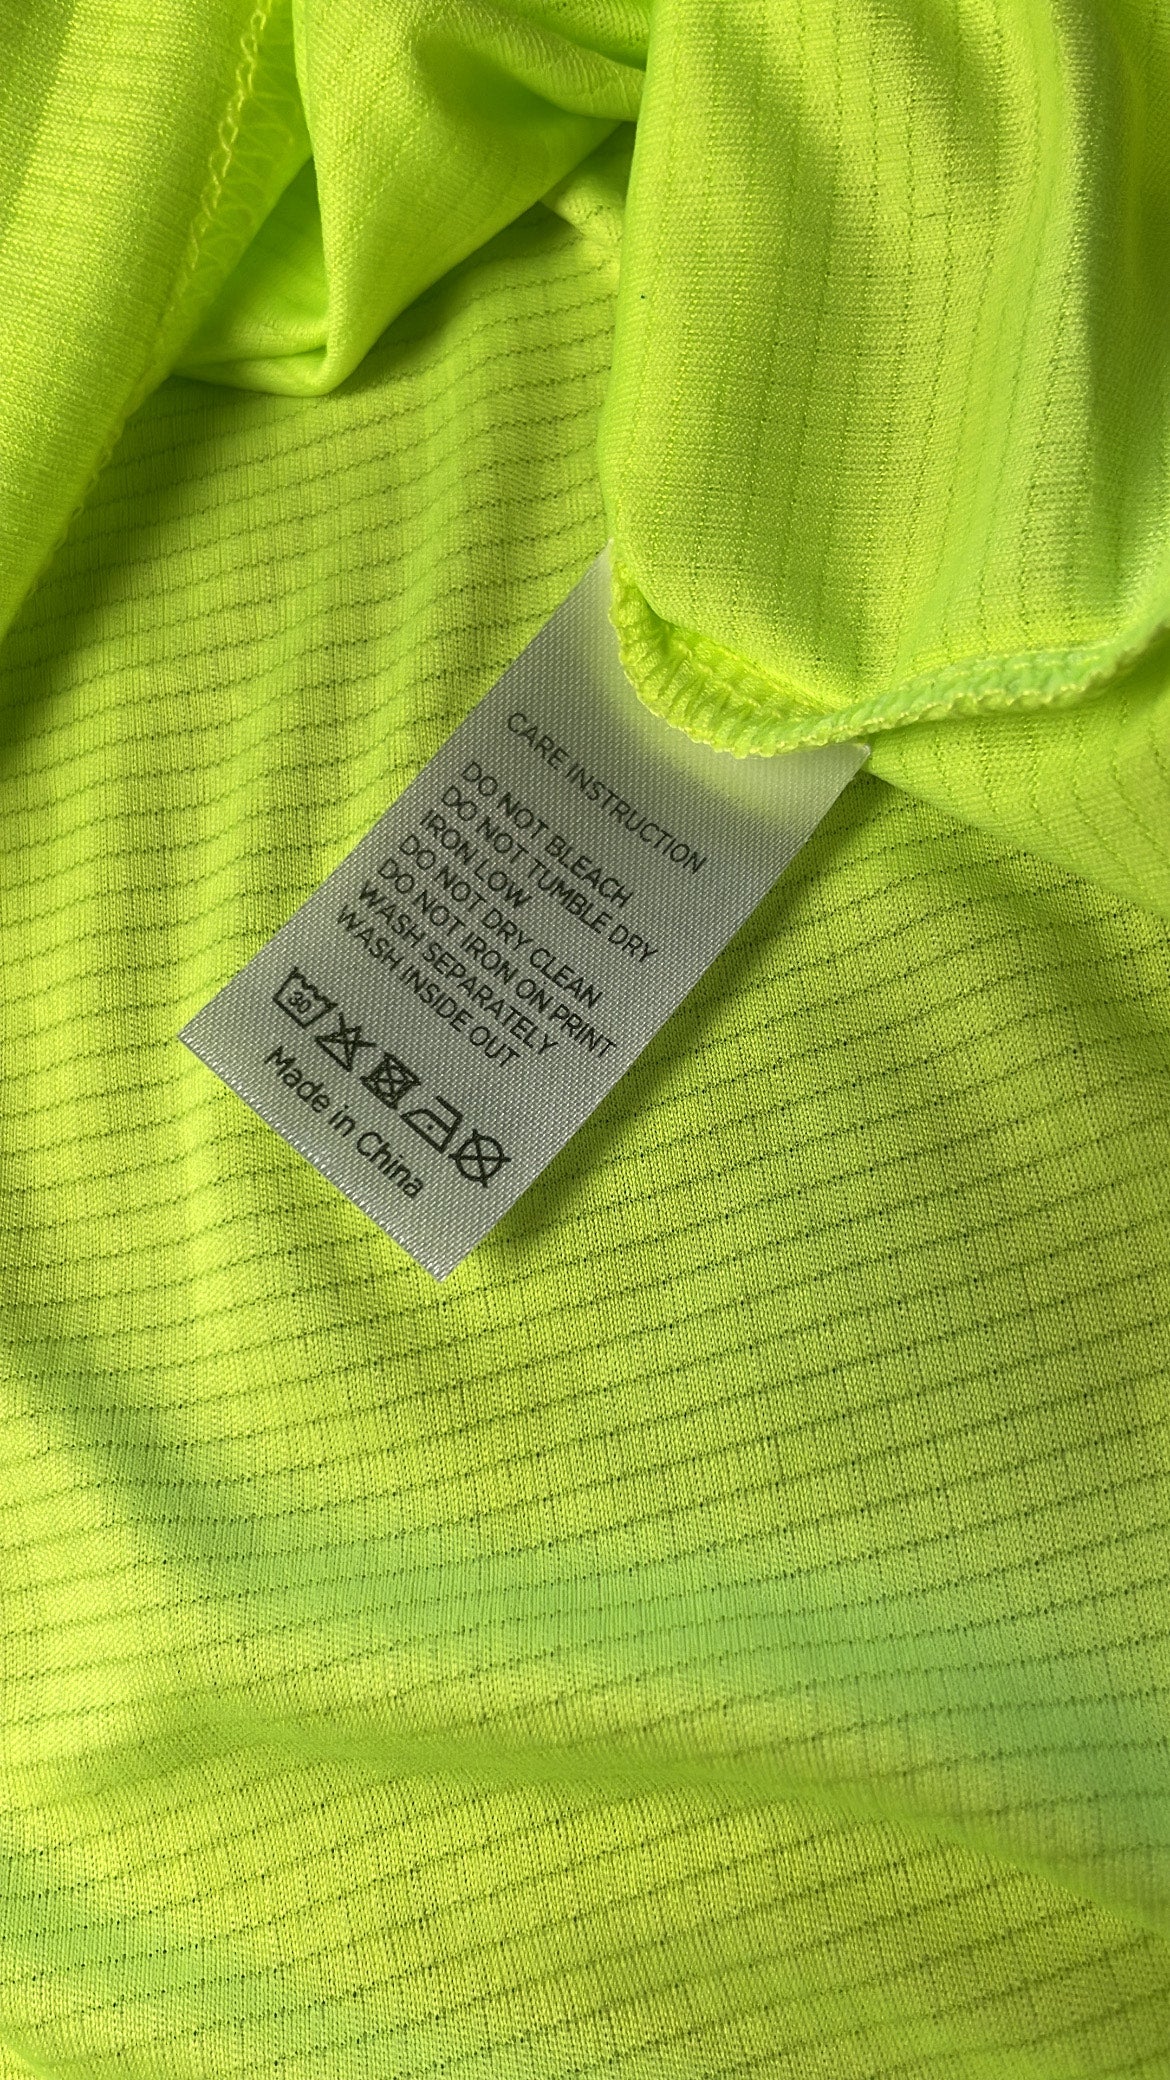 CARE INSTRUCTION
DO NOT BLEACH
DO NOT TUMBLE DRY
IRON LOW
DO NOT DRY CLEAN
DO NOT IRON ON PRINT
WASH SEPARATELY
WASH INSIDE OUT
30
Made in China